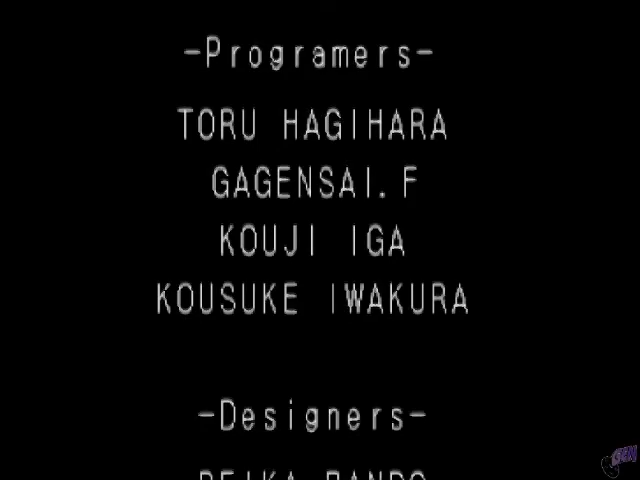 -Programers-
TORU HAGIHARA
GAGENSAI.F
KOUJI IGA
KOUSUKE IWAKURA
-Designers-